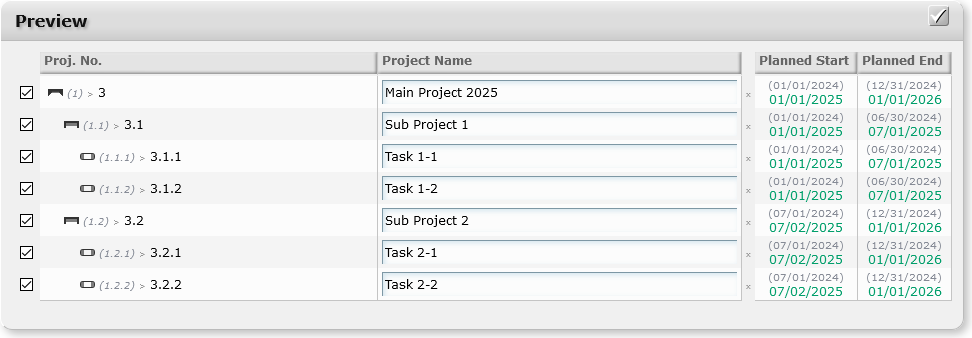 Preview
Proj. No. Project Name Planned Start Planned End
(1) > 3 Main Project 2025 x (01/01/2024) (12/31/2024)
01/01/2025 01/01/2026
(1.1) > 3.1 Sub Project 1 x (01/01/2024) (06/30/2024)
01/01/2025 07/01/2025
(1.1.1) > 3.1.1 Task 1-1 x (01/01/2024) (06/30/2024)
01/01/2025 07/01/2025
(1.1.2) > 3.1.2 Task 1-2 x (01/01/2024) (06/30/2024)
01/01/2025 07/01/2025
(1.2) > 3.2 Sub Project 2 x (07/01/2024) (12/31/2024)
07/02/2025 01/01/2026
(1.2.1) > 3.2.1 Task 2-1 x (07/01/2024) (12/31/2024)
07/02/2025 01/01/2026
(1.2.2) > 3.2.2 Task 2-2 x (07/01/2024) (12/31/2024)
07/02/2025 01/01/2026